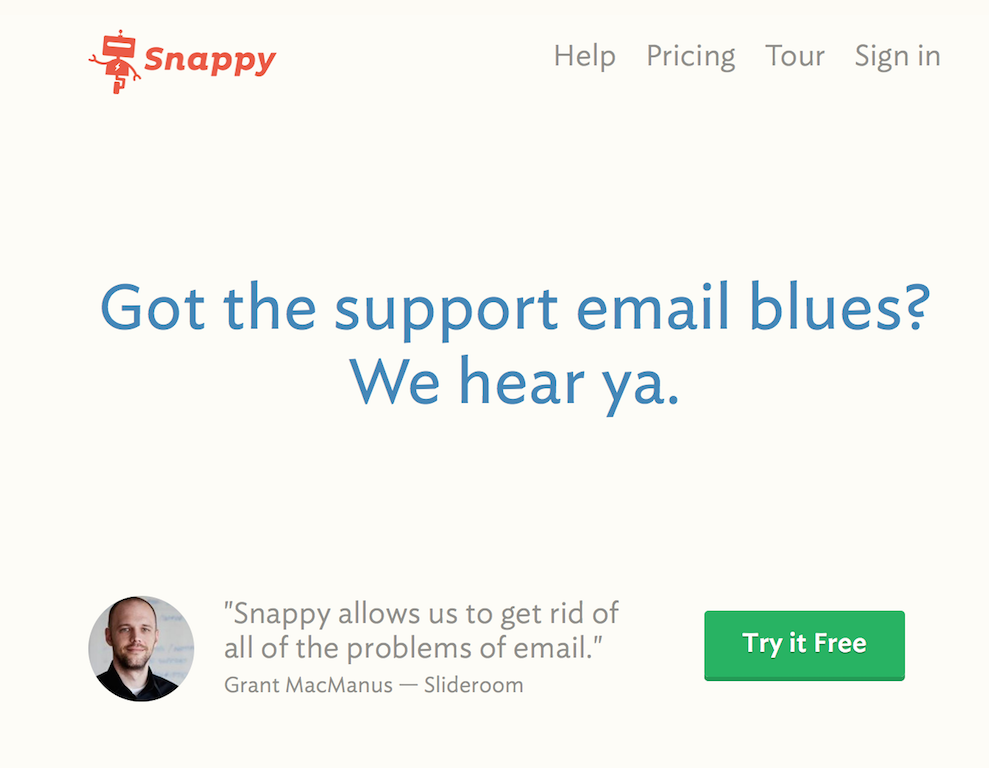 Snappy
Help Pricing Tour Sign in
Got the support email blues?
We hear ya.
"Snappy allows us to get rid of
all of the problems of email."
Grant MacManus — Slideroom
Try it Free